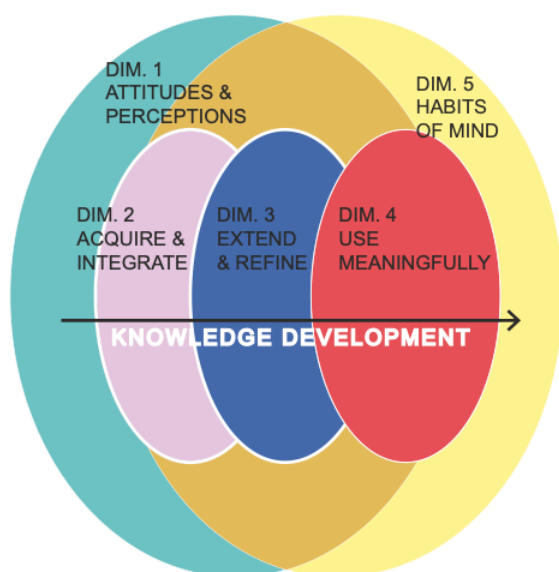 DIM. 1
ATTITUDES &
PERCEPTIONS
DIM. 5
HABITS
OF MIND
DIM. 2
ACQUIRE &
INTEGRATE
DIM. 3
EXTEND
& REFINE
DIM. 4
USE
MEANINGFULLY
KNOWLEDGE DEVELOPMENT